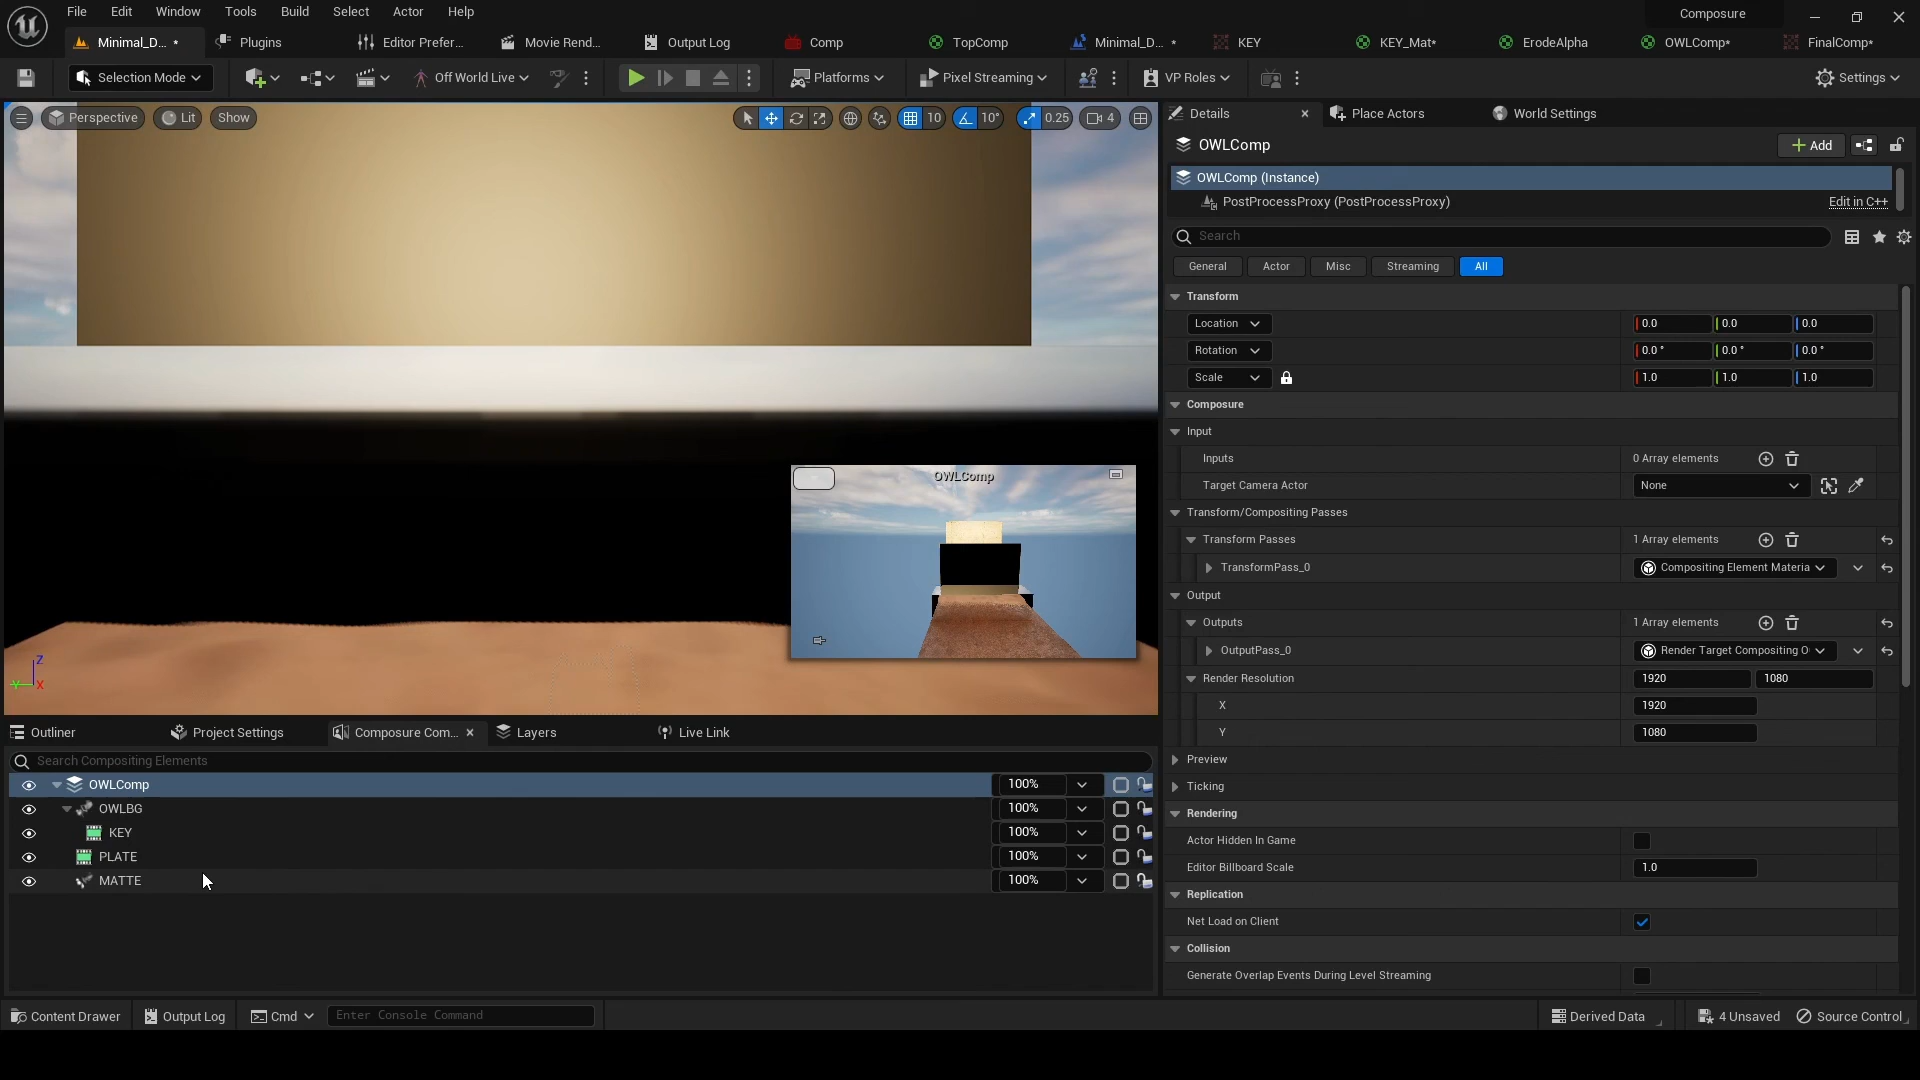 File Edit Window Tools Build Select Actor Help
Composure
Minimal_D... •
Plugins
Editor Prefer...
Movie Rend...
Output Log
Comp
TopComp
Minimal_D... •
KEY
KEY_Mat*
ErodeAlpha
OWLComp*
FinalComp*
Selection Mode
Off World Live
Platforms
Pixel Streaming
VP Roles
Settings
Perspective
Lit
Show
10
10°
0.25
4
OWLComp
Z
Y
X
Details
Place Actors
World Settings
OWLComp
Add
OWLComp (Instance)
PostProcessProxy (PostProcessProxy)
Edit in C++
Search
General
Actor
Misc
Streaming
All
Transform
Location 0.0 0.0 0.0
Rotation 0.0 ° 0.0 ° 0.0 °
Scale 1.0 1.0 1.0
Composure
Input
Inputs 0 Array elements
Target Camera Actor None
Transform/Compositing Passes
Transform Passes 1 Array elements
TransformPass_0 Compositing Element Materia
Output
Outputs 1 Array elements
OutputPass_0 Render Target Compositing O
Render Resolution 1920 1080
X 1920
Y 1080
Preview
Ticking
Rendering
Actor Hidden In Game
Editor Billboard Scale 1.0
Replication
Net Load on Client
Collision
Generate Overlap Events During Level Streaming
Outliner
Project Settings
Composure Com...
Layers
Live Link
Search Compositing Elements
OWLComp 100%
OWLBG 100%
KEY 100%
PLATE 100%
MATTE 100%
Content Drawer
Output Log
Cmd
Enter Console Command
Derived Data
4 Unsaved
Source Control